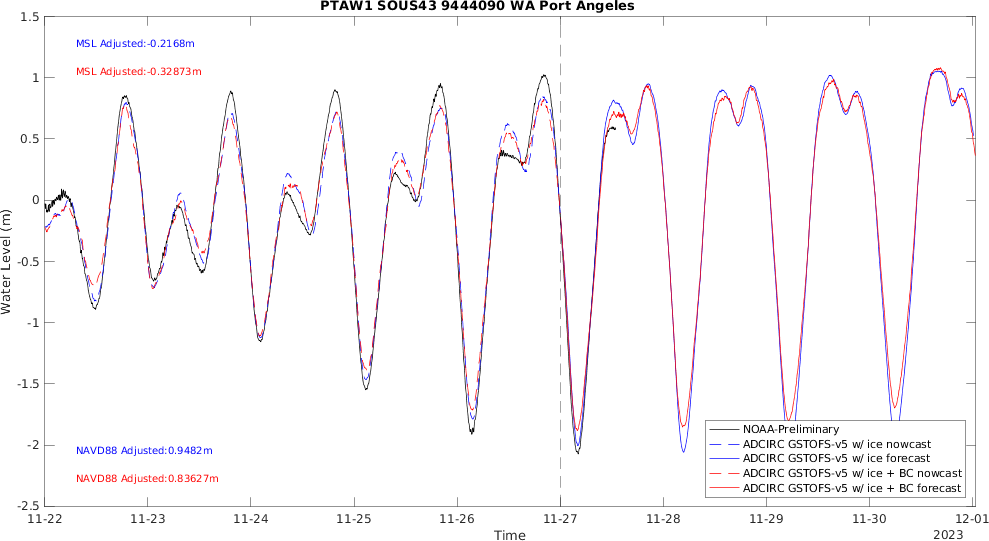 PTAW1 SOUS43 9444090 WA Port Angeles
MSL Adjusted:-0.2168m
MSL Adjusted:-0.32873m
NAVD88 Adjusted:0.9482m
NAVD88 Adjusted:0.83627m
Water Level (m)
1.5
1
0.5
0
-0.5
-1
-1.5
-2
-2.5
NOAA-Preliminary
ADCIRC GSTOFS-v5 w/ ice nowcast
ADCIRC GSTOFS-v5 w/ ice forecast
ADCIRC GSTOFS-v5 w/ ice + BC nowcast
ADCIRC GSTOFS-v5 w/ ice + BC forecast
11-22 11-23 11-24 11-25 11-26 11-27 11-28 11-29 11-30 12-01
Time
2023